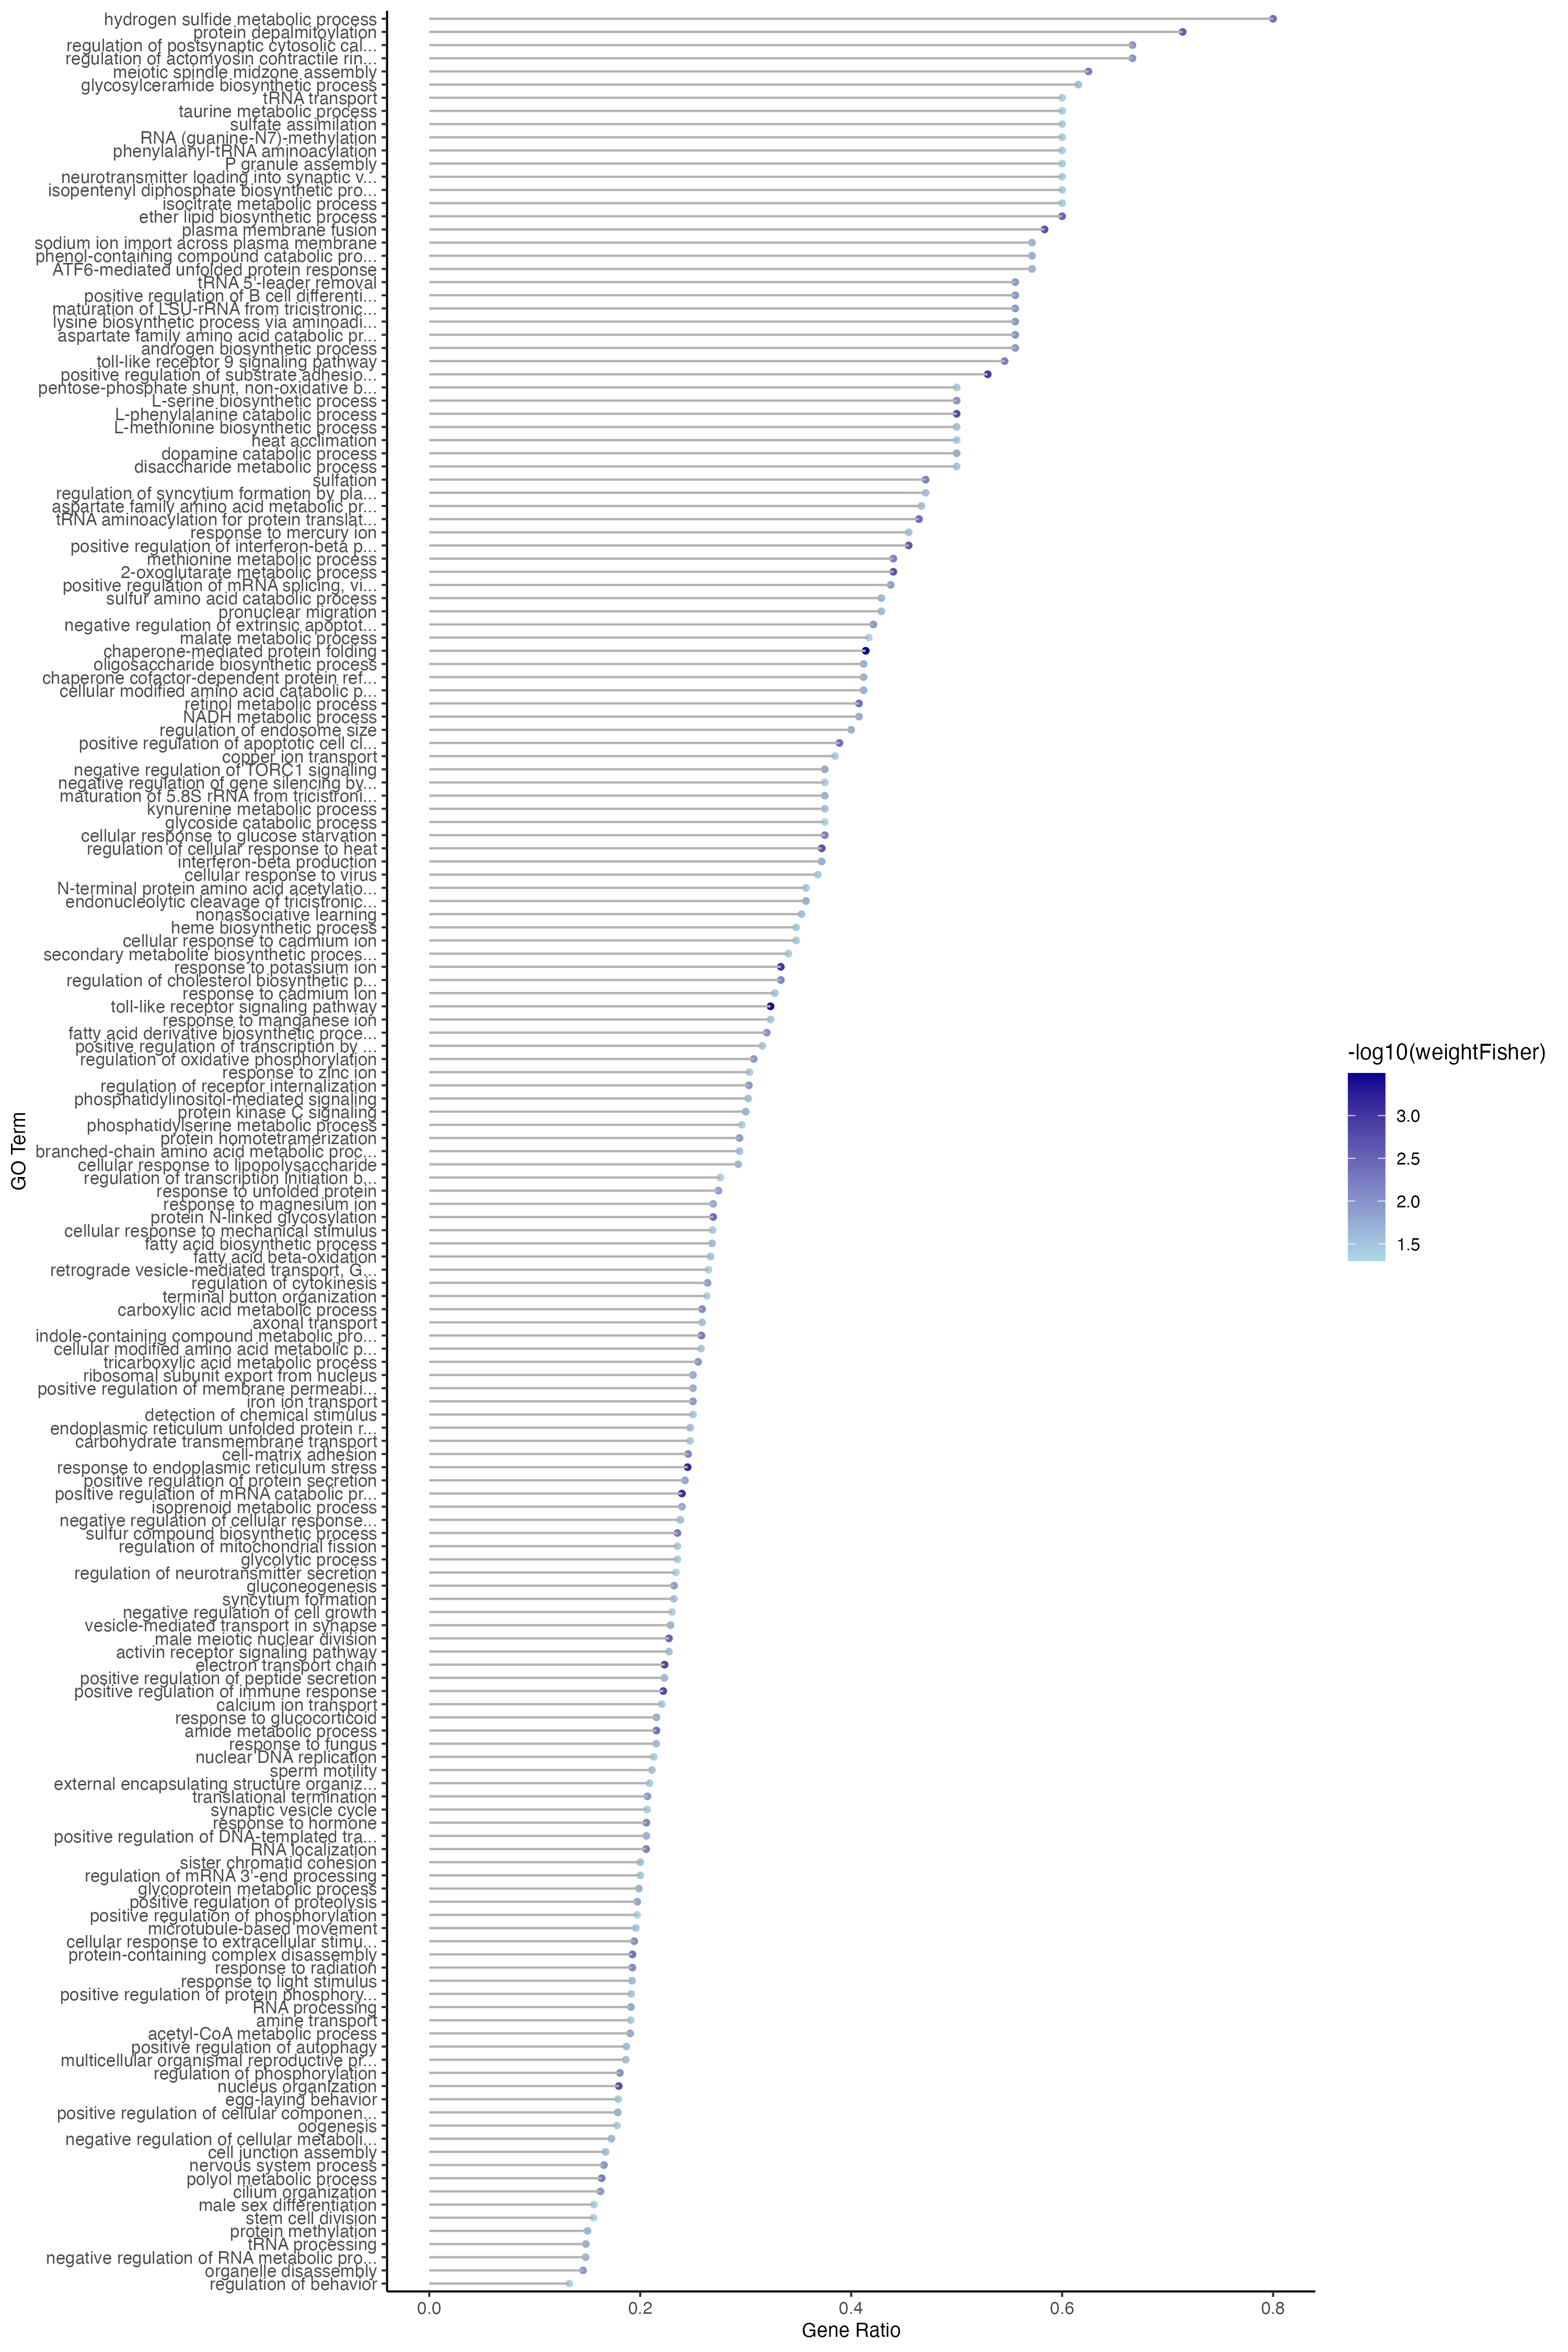 hydrogen sulfide metabolic process
protein depalmitoylation
regulation of postsynaptic cytosolic cal...
regulation of actomyosin contractile rin...
meiotic spindle midzone assembly
glycosylceramide biosynthetic process
tRNA transport
taurine metabolic process
sulfate assimilation
RNA (guanine-N7)-methylation
phenylalanyl-tRNA aminoacylation
P granule assembly
neurotransmitter loading into synaptic v...
isopentenyl diphosphate biosynthetic pro...
isocitrate metabolic process
ether lipid biosynthetic process
plasma membrane fusion
sodium ion import across plasma membrane
phenol-containing compound catabolic pro...
ATF6-mediated unfolded protein response
tRNA 5'-leader removal
positive regulation of B cell differenti...
maturation of LSU-rRNA from tricistronic...
lysine biosynthetic process via aminoadi...
aspartate family amino acid catabolic pr...
androgen biosynthetic process
toll-like receptor 9 signaling pathway
positive regulation of substrate adhesio...
pentose-phosphate shunt, non-oxidative b...
L-serine biosynthetic process
L-phenylalanine catabolic process
L-methionine biosynthetic process
heat acclimation
dopamine catabolic process
disaccharide metabolic process
sulfation
regulation of syncytium formation by pla...
aspartate family amino acid metabolic pr...
tRNA aminoacylation for protein translat...
response to mercury ion
positive regulation of interferon-beta p...
methionine metabolic process
2-oxoglutarate metabolic process
positive regulation of mRNA splicing, vi...
sulfur amino acid catabolic process
pronuclear migration
negative regulation of extrinsic apoptot...
malate metabolic process
chaperone-mediated protein folding
oligosaccharide biosynthetic process
chaperone cofactor-dependent protein ref...
cellular modified amino acid catabolic p...
retinol metabolic process
NADH metabolic process
regulation of endosome size
positive regulation of apoptotic cell cl...
copper ion transport
negative regulation of TORC1 signaling
negative regulation of gene silencing by...
maturation of 5.8S rRNA from tricistroni...
kynurenine metabolic process
glycoside catabolic process
cellular response to glucose starvation
regulation of cellular response to heat
interferon-beta production
cellular response to virus
N-terminal protein amino acid acetylatio...
endonucleolytic cleavage of tricistronic...
nonassociative learning
heme biosynthetic process
cellular response to cadmium ion
secondary metabolite biosynthetic proces...
response to potassium ion
regulation of cholesterol biosynthetic p...
response to cadmium ion
toll-like receptor signaling pathway
response to manganese ion
fatty acid derivative biosynthetic proce...
positive regulation of transcription by ...
regulation of oxidative phosphorylation
response to zinc ion
regulation of receptor internalization
phosphatidylinositol-mediated signaling
protein kinase C signaling
phosphatidylserine metabolic process
protein homotetramerization
branched-chain amino acid metabolic proc...
cellular response to lipopolysaccharide
regulation of transcription initiation b...
response to unfolded protein
response to magnesium ion
protein N-linked glycosylation
cellular response to mechanical stimulus
fatty acid biosynthetic process
fatty acid beta-oxidation
retrograde vesicle-mediated transport, G...
regulation of cytokinesis
terminal button organization
carboxylic acid metabolic process
axonal transport
indole-containing compound metabolic pro...
cellular modified amino acid metabolic p...
tricarboxylic acid metabolic process
ribosomal subunit export from nucleus
positive regulation of membrane permeabi...
iron ion transport
detection of chemical stimulus
endoplasmic reticulum unfolded protein r...
carbohydrate transmembrane transport
cell-matrix adhesion
response to endoplasmic reticulum stress
positive regulation of protein secretion
positive regulation of mRNA catabolic pr...
isoprenoid metabolic process
negative regulation of cellular response...
sulfur compound biosynthetic process
regulation of mitochondrial fission
glycolytic process
regulation of neurotransmitter secretion
gluconeogenesis
syncytium formation
negative regulation of cell growth
vesicle-mediated transport in synapse
male meiotic nuclear division
activin receptor signaling pathway
electron transport chain
positive regulation of peptide secretion
positive regulation of immune response
calcium ion transport
response to glucocorticoid
amide metabolic process
response to fungus
nuclear DNA replication
sperm motility
external encapsulating structure organiz...
translational termination
synaptic vesicle cycle
response to hormone
positive regulation of DNA-templated tra...
RNA localization
sister chromatid cohesion
regulation of mRNA 3'-end processing
glycoprotein metabolic process
positive regulation of proteolysis
positive regulation of phosphorylation
microtubule-based movement
cellular response to extracellular stimu...
protein-containing complex disassembly
response to radiation
response to light stimulus
positive regulation of protein phosphory...
RNA processing
amine transport
acetyl-CoA metabolic process
positive regulation of autophagy
multicellular organismal reproductive pr...
regulation of phosphorylation
nucleus organization
egg-laying behavior
positive regulation of cellular componen...
oogenesis
negative regulation of cellular metaboli...
cell junction assembly
nervous system process
polyol metabolic process
cilium organization
male sex differentiation
stem cell division
protein methylation
tRNA processing
negative regulation of RNA metabolic pro...
organelle disassembly
regulation of behavior
0.0 0.2 0.4 0.6 0.8
Gene Ratio
GO Term
-log10(weightFisher)
3.0
2.5
2.0
1.5